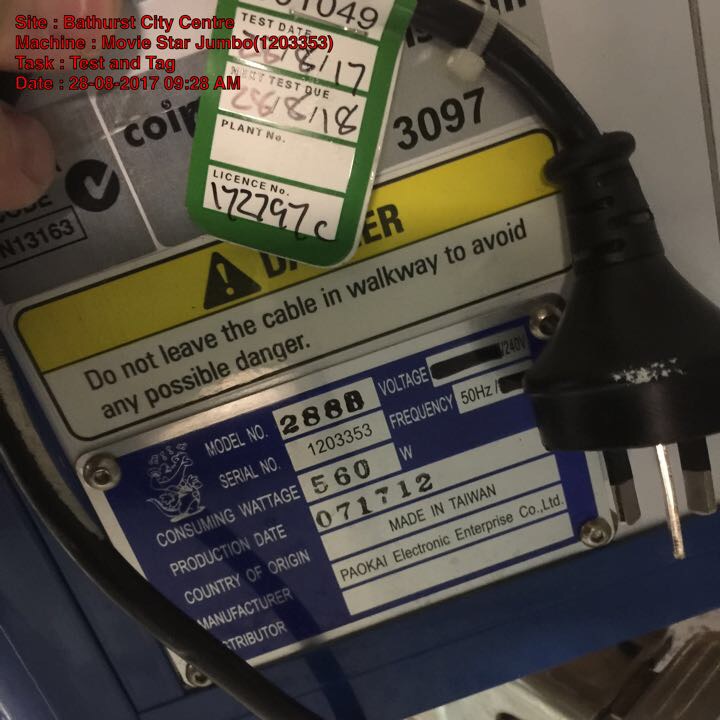 Site : Bathurst City Centre
Machine : Movie Star Jumbo(1203353)
Task : Test and Tag
Date : 28-08-2017 09:28 AM
TEST DATE
28/8/17
NEXT TEST DUE
28/8/18
PLANT No.
LICENCE No.
172797C
3097
N13163
Do not leave the cable in walkway to avoid
any possible danger.
MODEL NO. 288B
SERIAL NO. 1203353
CONSUMING WATTAGE 560 W
PRODUCTION DATE 071712
COUNTRY OF ORIGIN MADE IN TAIWAN
MANUFACTURER PAOKAI Electronic Enterprise Co.,Ltd.
VOLTAGE /240V
FREQUENCY 50Hz/